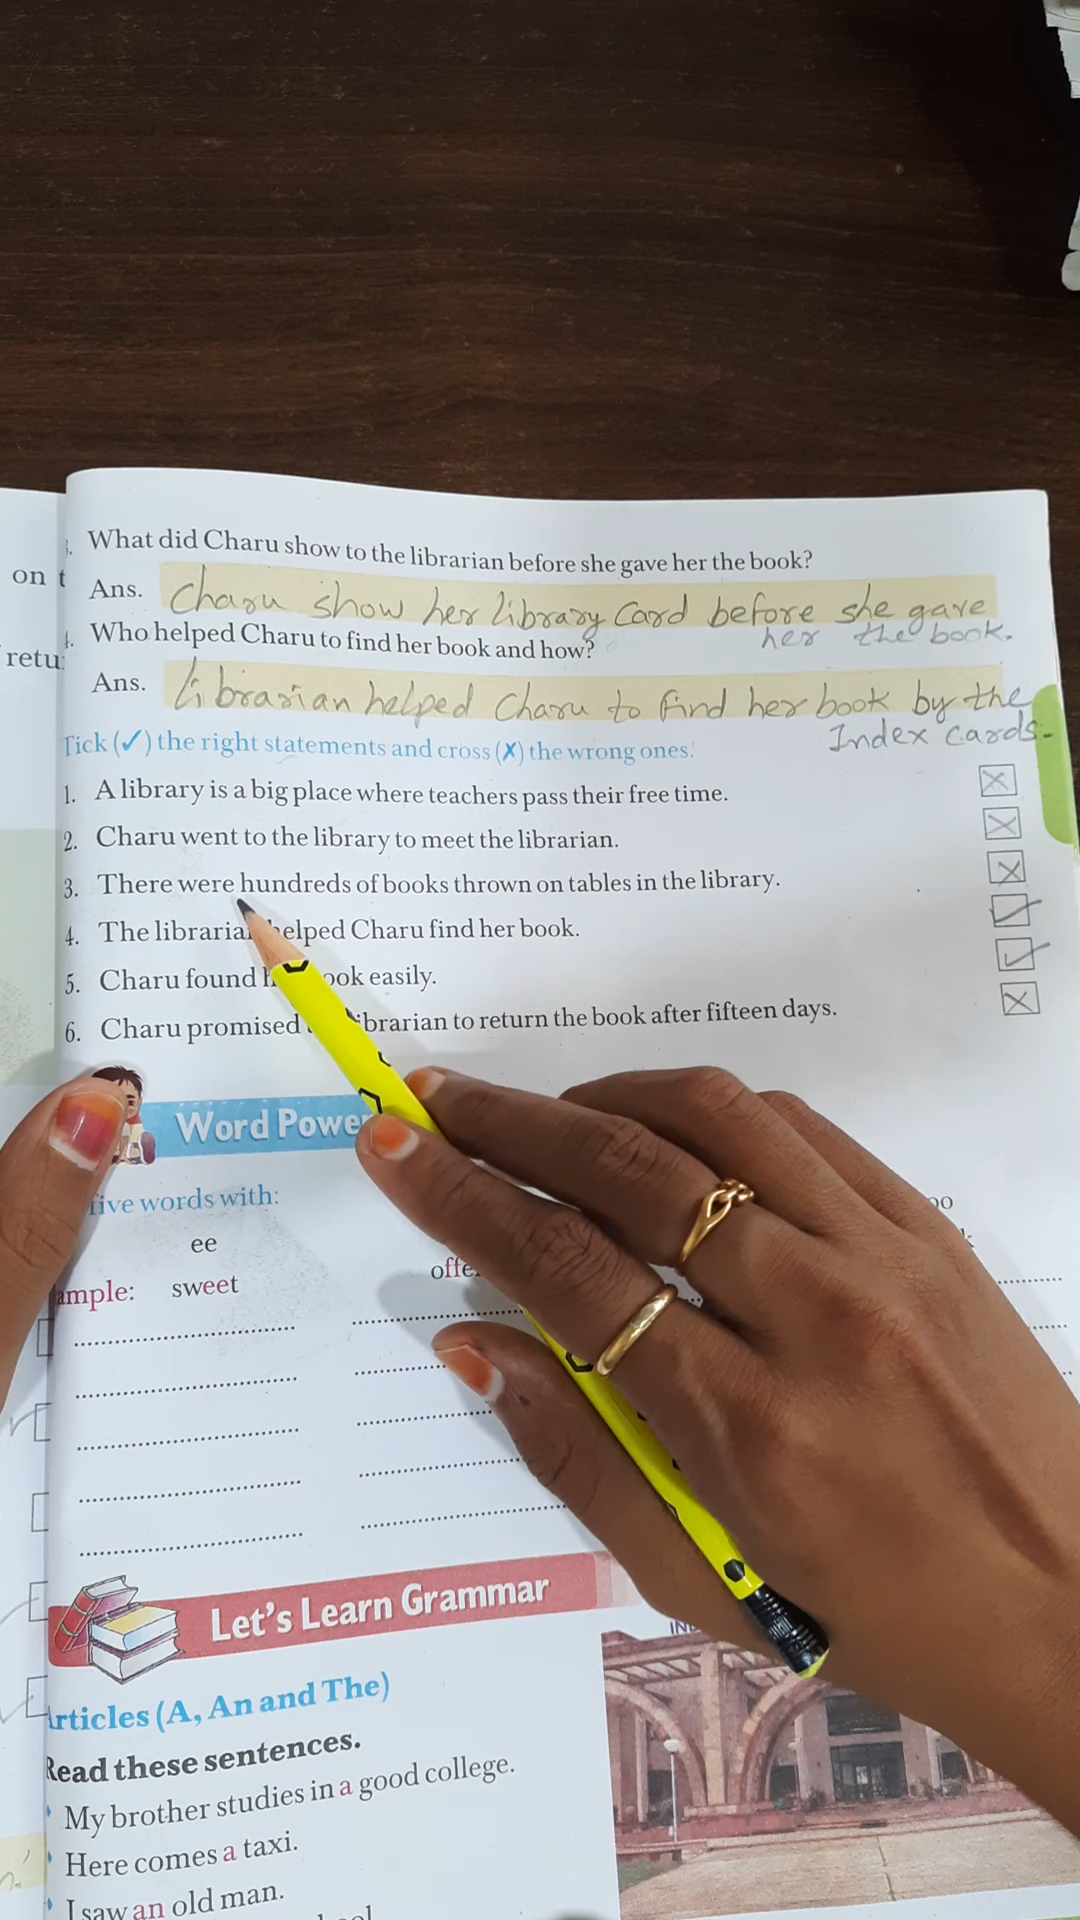 What did Charu show to the librarian before she gave her the book?
on t
Ans. Charu show her library Card before she gave
her the book.
4. Who helped Charu to find her book and how?
retu
Ans. Librarian helped Charu to find her book by the
Index Cards.
Tick (✓) the right statements and cross (✗) the wrong ones.
1. A library is a big place where teachers pass their free time.
2. Charu went to the library to meet the librarian.
3. There were hundreds of books thrown on tables in the library.
4. The librarian helped Charu find her book.
5. Charu found ook easily.
6. Charu promised brarian to return the book after fifteen days.
Word Power
five words with:
ee
oo
ample: sweet offe
Let's Learn Grammar
Articles (A, An and The)
Read these sentences.
My brother studies in a good college.
Here comes a taxi.
I saw an old man.